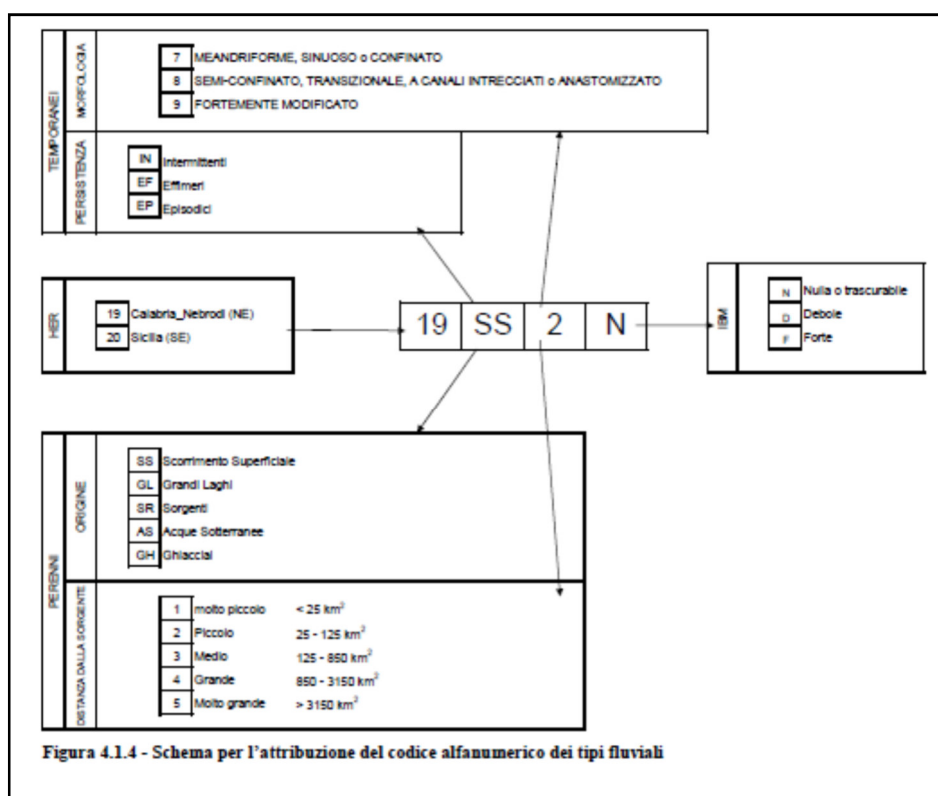 TEMPORANEI
MORFOLOGIA
7 MEANDRIFORME, SINUOSO o CONFINATO
8 SEMI-CONFINATO, TRANSIZIONALE, A CANALI INTRECCIATI o ANASTOMIZZATO
9 FORTEMENTE MODIFICATO
PERSISTENZA
IN Intermittenti
EF Effimeri
EP Episodici
HER
19 Calabria_Nebrodi (NE)
20 Sicilia (SE)
19 SS 2 N
IBM
N Nulla o trascurabile
D Debole
F Forte
PERENNI
ORIGINE
SS Scorrimento Superficiale
GL Grandi Laghi
SR Sorgenti
AS Acque Sotterranee
GH Ghiacciai
DISTANZA DALLA SORGENTE
1 molto piccolo < 25 km²
2 Piccolo 25 - 125 km²
3 Medio 125 - 850 km²
4 Grande 850 - 3150 km²
5 Molto grande > 3150 km²
Figura 4.1.4 - Schema per l'attribuzione del codice alfanumerico dei tipi fluviali